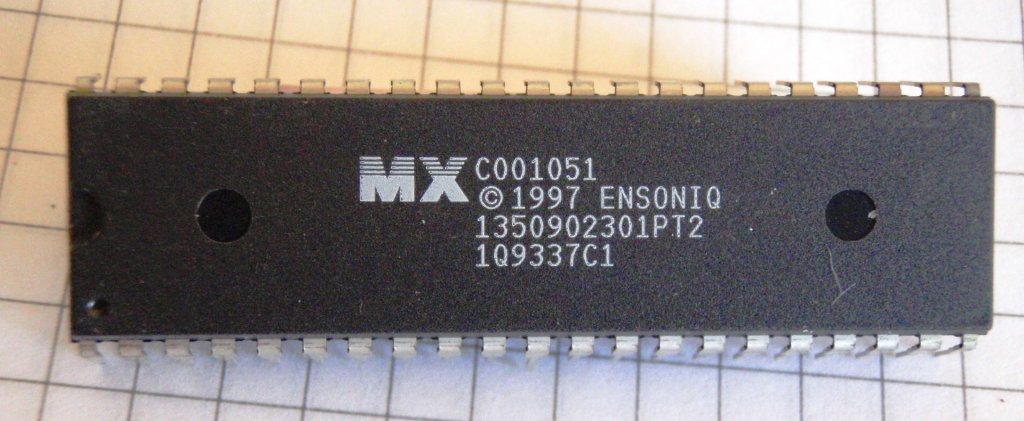 MX C001051
© 1997 ENSONIQ
1350902301PT2
1Q9337C1